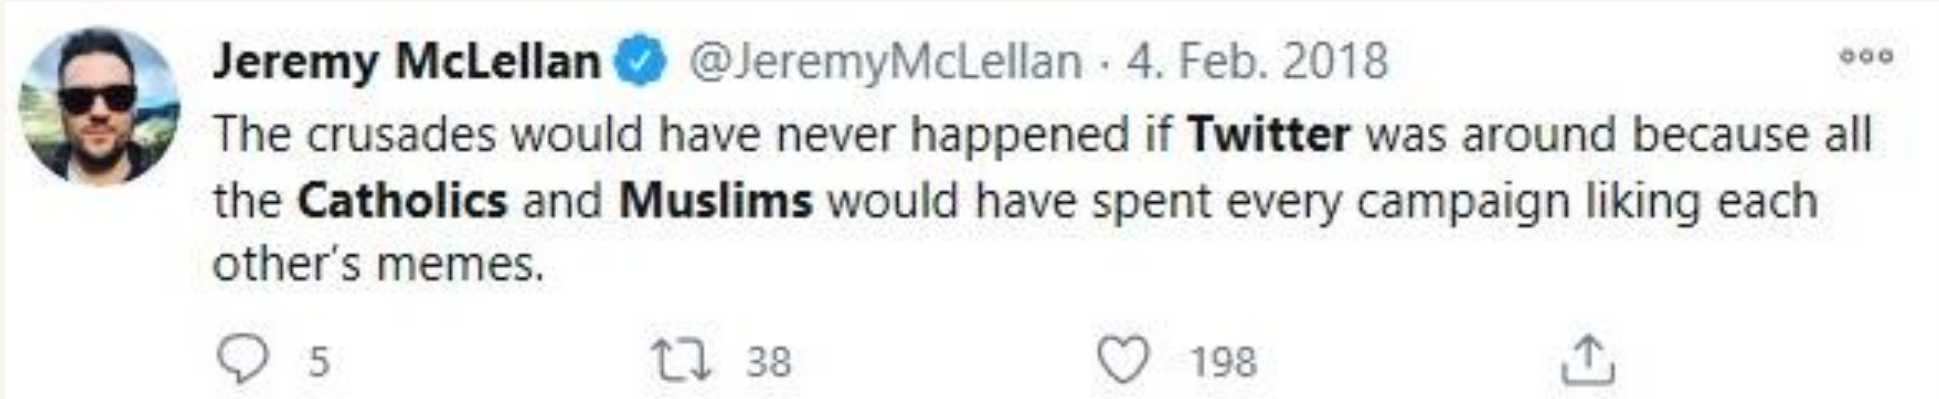 Jeremy McLellan @JeremyMcLellan · 4. Feb. 2018
The crusades would have never happened if Twitter was around because all
the Catholics and Muslims would have spent every campaign liking each
other's memes.
5 38 198